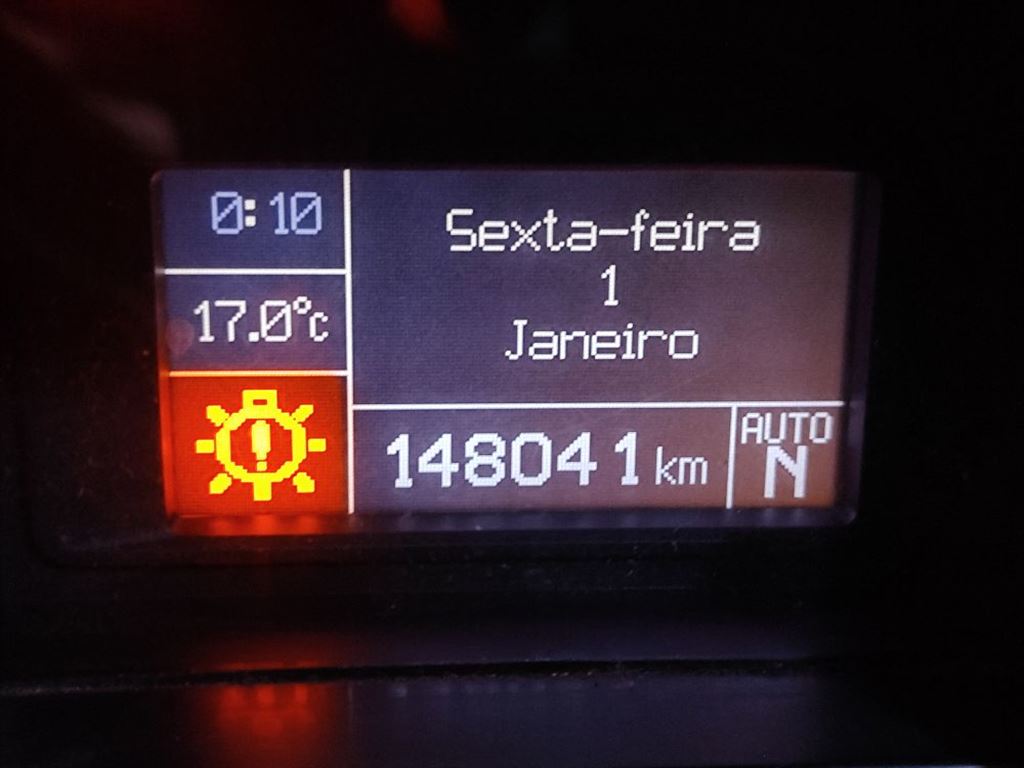 0:10
17.0°c
Sexta-feira
1
Janeiro
148041 km
AUTO
N